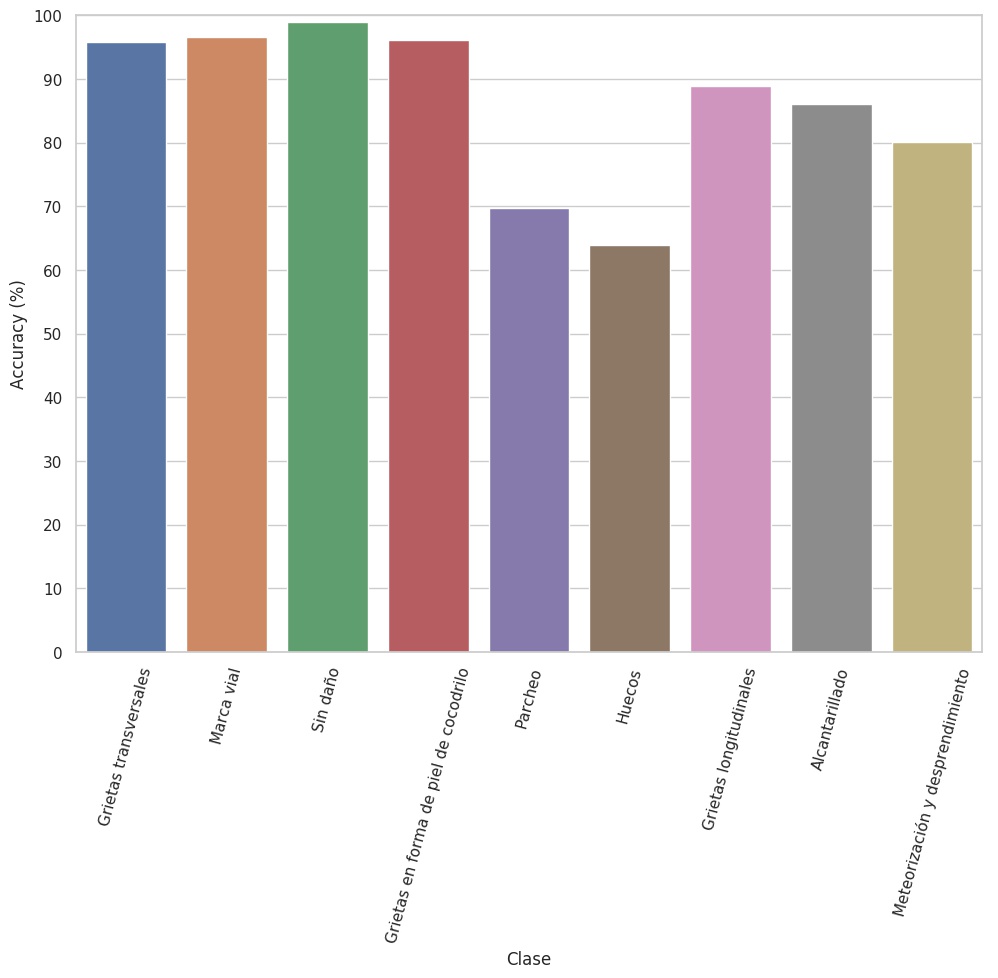 100
90
80
70
60
50
40
30
20
10
0
Accuracy (%)
Grietas transversales
Marca vial
Sin daño
Grietas en forma de piel de cocodrilo
Parcheo
Huecos
Grietas longitudinales
Alcantarillado
Meteorización y desprendimiento
Clase